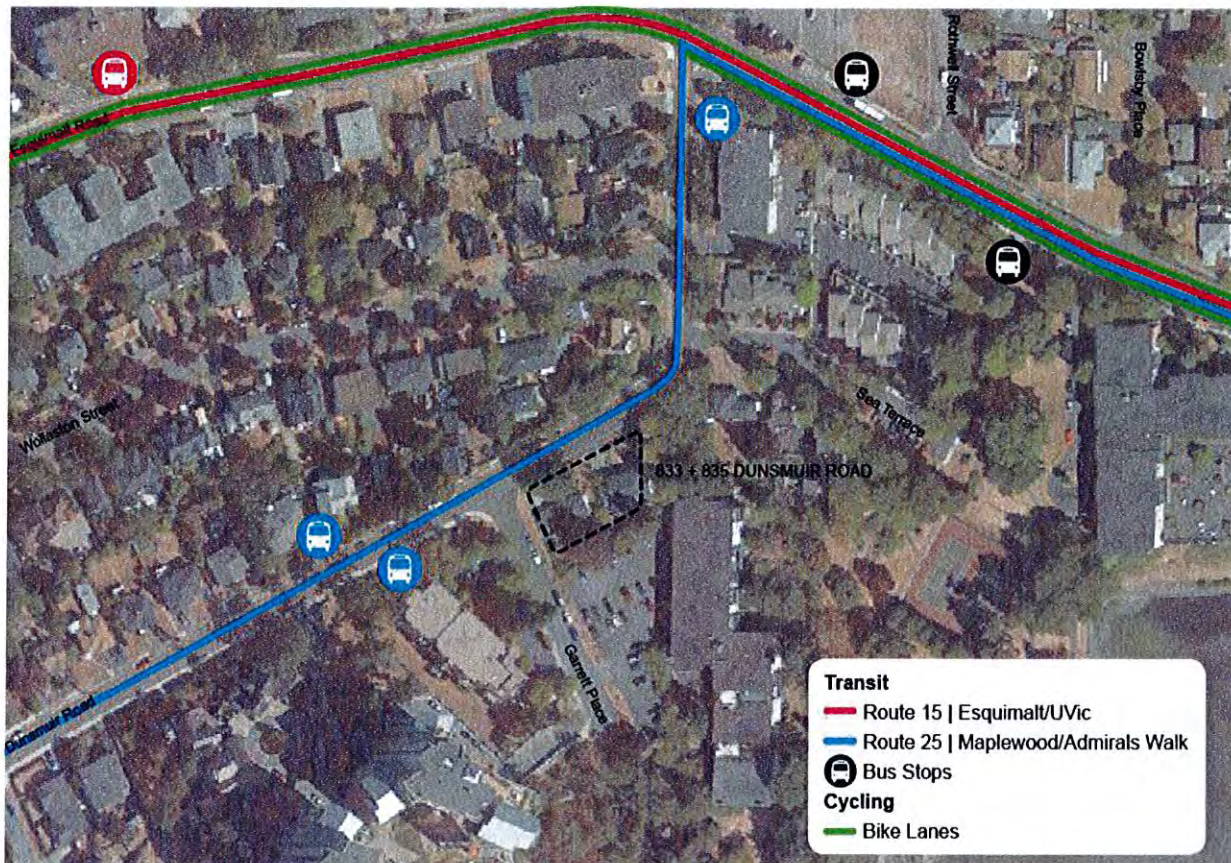 Esquimalt Road
Rothwell Street
Bowlsby Place
Wollaston Street
Sea Terrace
833 + 835 DUNSMUIR ROAD
Garrett Place
Dunsmuir Road
Transit
Route 15 | Esquimalt/UVic
Route 25 | Maplewood/Admirals Walk
Bus Stops
Cycling
Bike Lanes